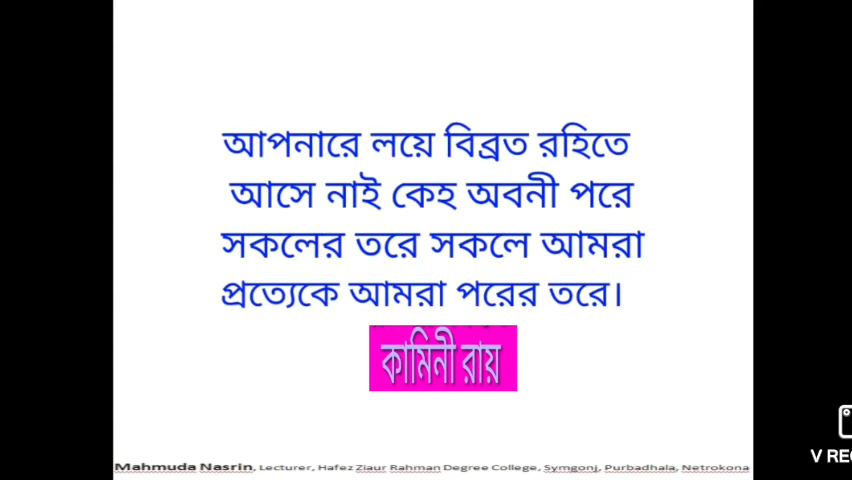 আপনারে লয়ে বিব্রত রহিতে
আসে নাই কেহ অবনী পরে
সকলের তরে সকলে আমরা
প্রত্যেকে আমরা পরের তরে।
কামিনী রায়
Mahmuda Nasrin, Lecturer, Hafez Ziaur Rahman Degree College, Symgonj, Purbadhala, Netrokona
V REC